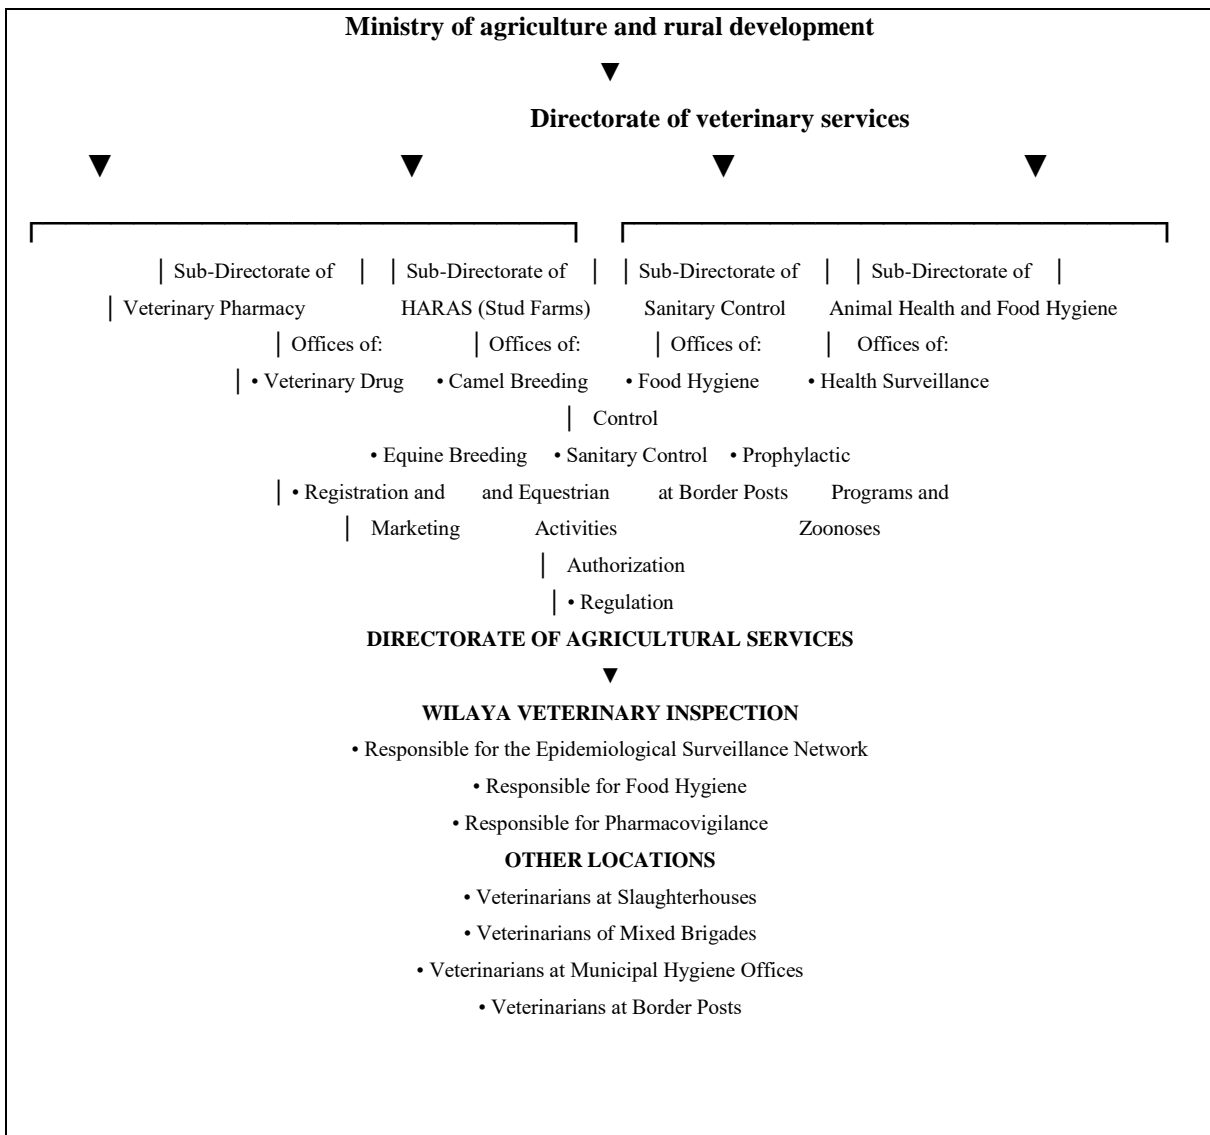 Ministry of agriculture and rural development
▼
Directorate of veterinary services
▼ ▼ ▼ ▼
┌────────────────────────┐ ┌────────────────────────┐
│ Sub-Directorate of │ │ Sub-Directorate of │ │ Sub-Directorate of │ │ Sub-Directorate of │
│ Veterinary Pharmacy HARAS (Stud Farms) Sanitary Control Animal Health and Food Hygiene
│ Offices of: │ Offices of: │ Offices of: │ Offices of:
│ • Veterinary Drug • Camel Breeding • Food Hygiene • Health Surveillance
│ Control
• Equine Breeding • Sanitary Control • Prophylactic
│ • Registration and and Equestrian at Border Posts Programs and
│ Marketing Activities Zoonoses
│ Authorization
│ • Regulation
DIRECTORATE OF AGRICULTURAL SERVICES
▼
WILAYA VETERINARY INSPECTION
• Responsible for the Epidemiological Surveillance Network
• Responsible for Food Hygiene
• Responsible for Pharmacovigilance
OTHER LOCATIONS
• Veterinarians at Slaughterhouses
• Veterinarians of Mixed Brigades
• Veterinarians at Municipal Hygiene Offices
• Veterinarians at Border Posts